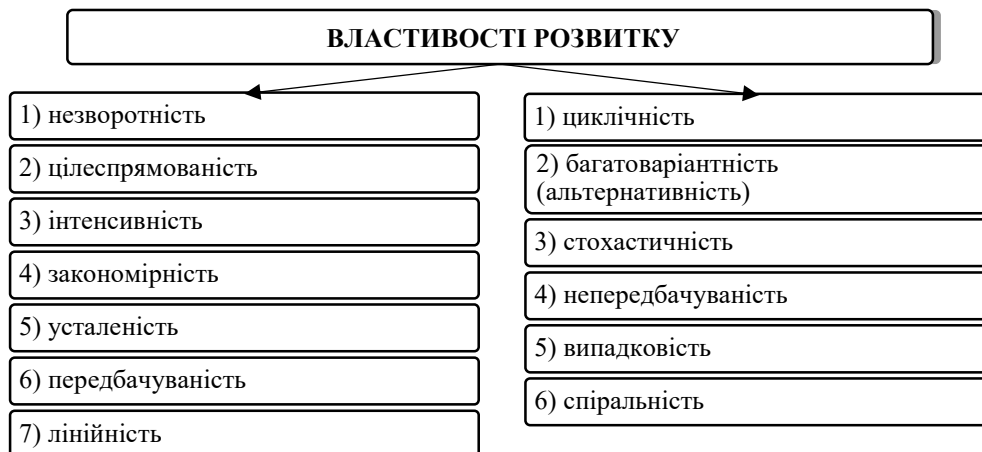 ВЛАСТИВОСТІ РОЗВИТКУ
1) незворотність
2) цілеспрямованість
3) інтенсивність
4) закономірність
5) усталеність
6) передбачуваність
7) лінійність
1) циклічність
2) багатоваріантність
(альтернативність)
3) стохастичність
4) непередбачуваність
5) випадковість
6) спіральність